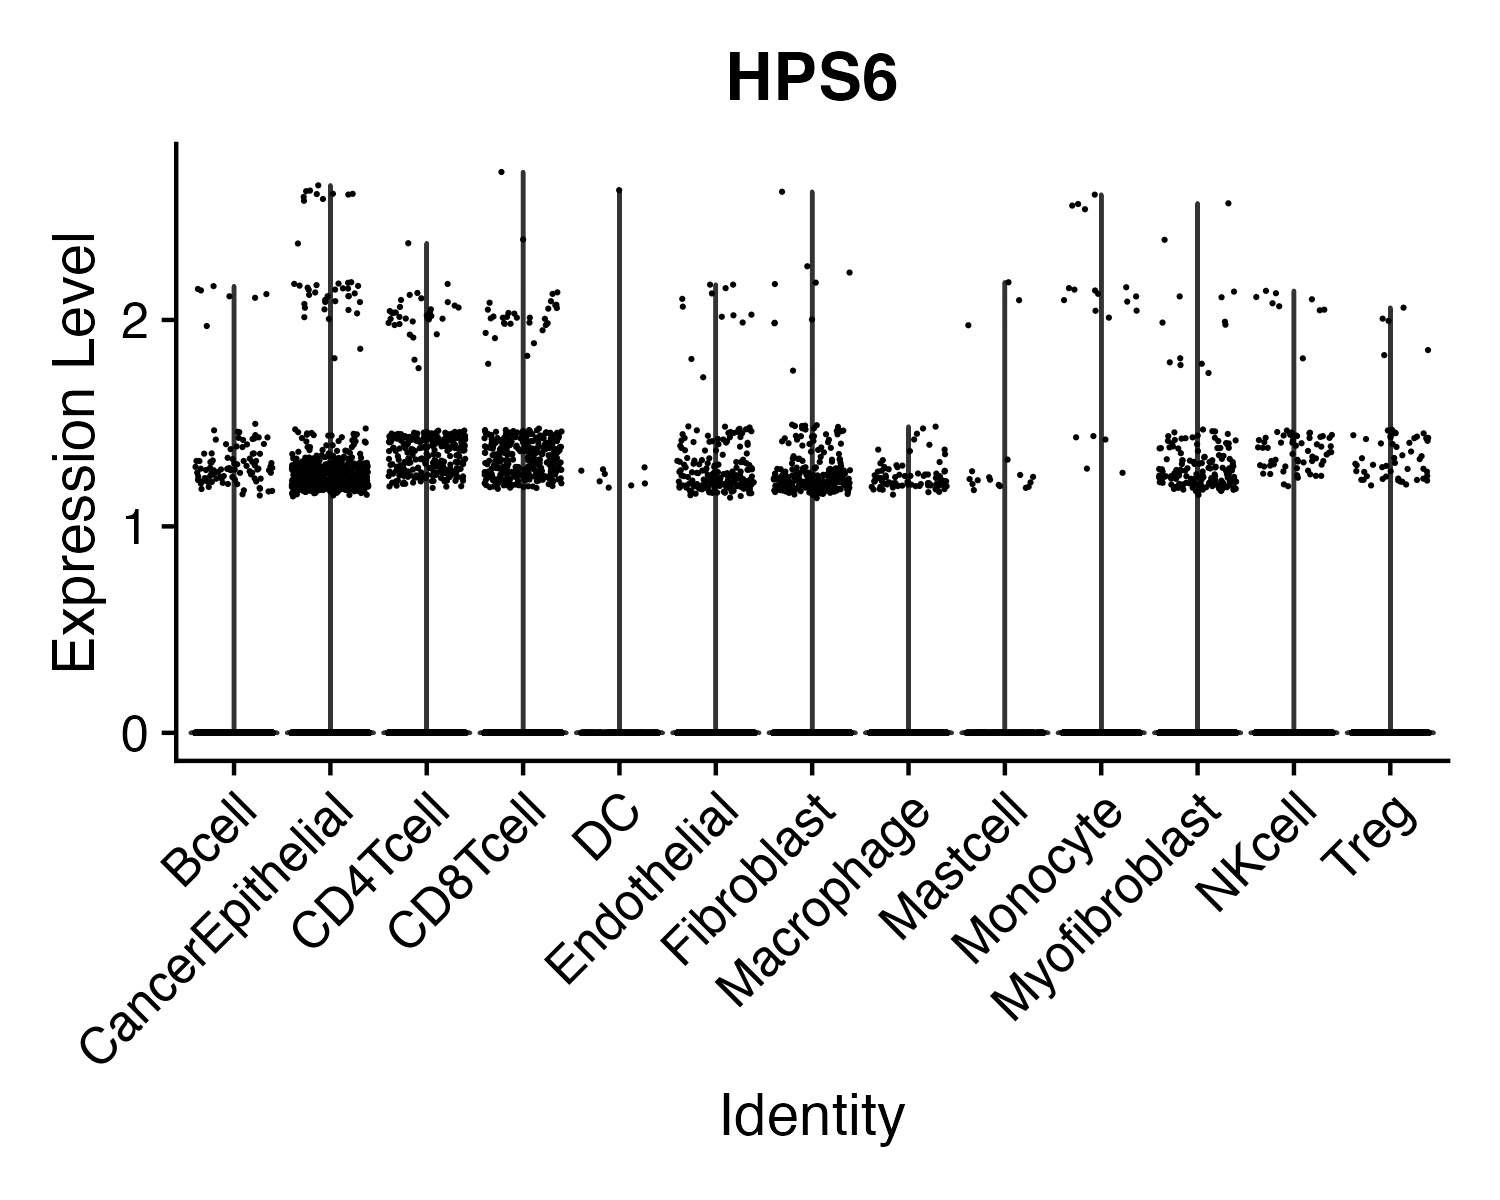 HPS6
Expression Level
2
1
0
Bcell
CancerEpithelial
CD4Tcell
CD8Tcell
DC
Endothelial
Fibroblast
Macrophage
Mastcell
Monocyte
Myofibroblast
NKcell
Treg
Identity